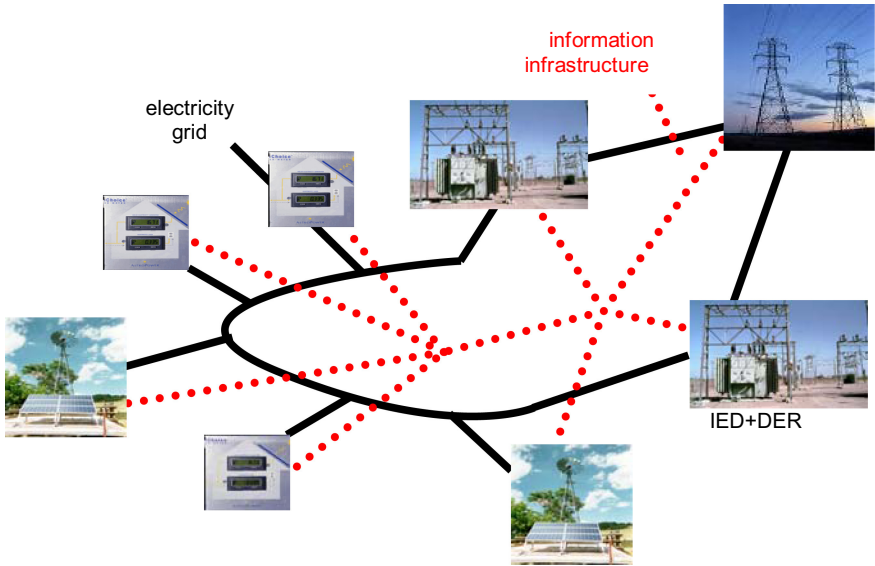 information
infrastructure
electricity
grid
IED+DER